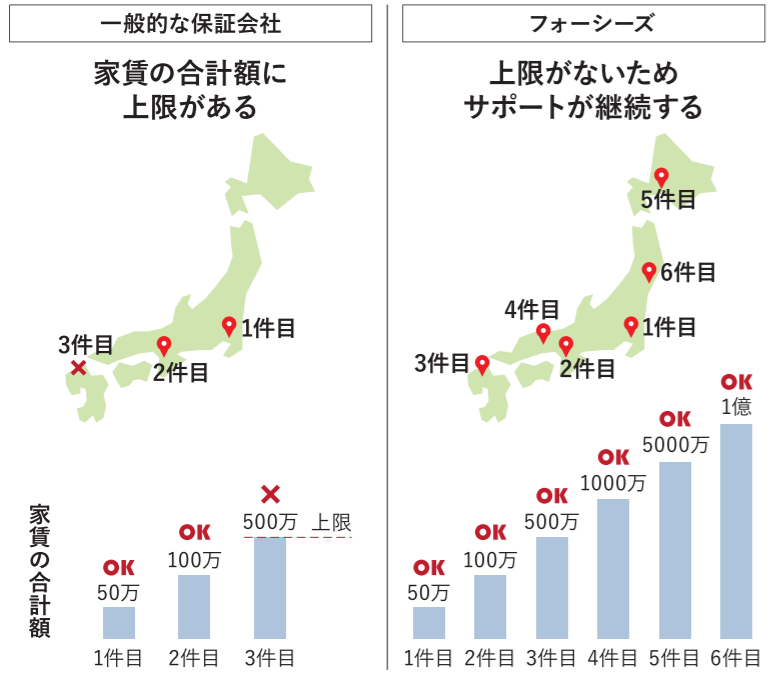 一般的な保証会社
家賃の合計額に
上限がある
1件目
3件目
2件目
家賃の合計額
OK
50万
OK
100万
500万 上限
1件目 2件目 3件目
フォーシーズ
上限がないため
サポートが継続する
5件目
6件目
4件目
1件目
3件目
2件目
OK
50万
OK
100万
OK
500万
OK
1000万
OK
5000万
OK
1億
1件目 2件目 3件目 4件目 5件目 6件目